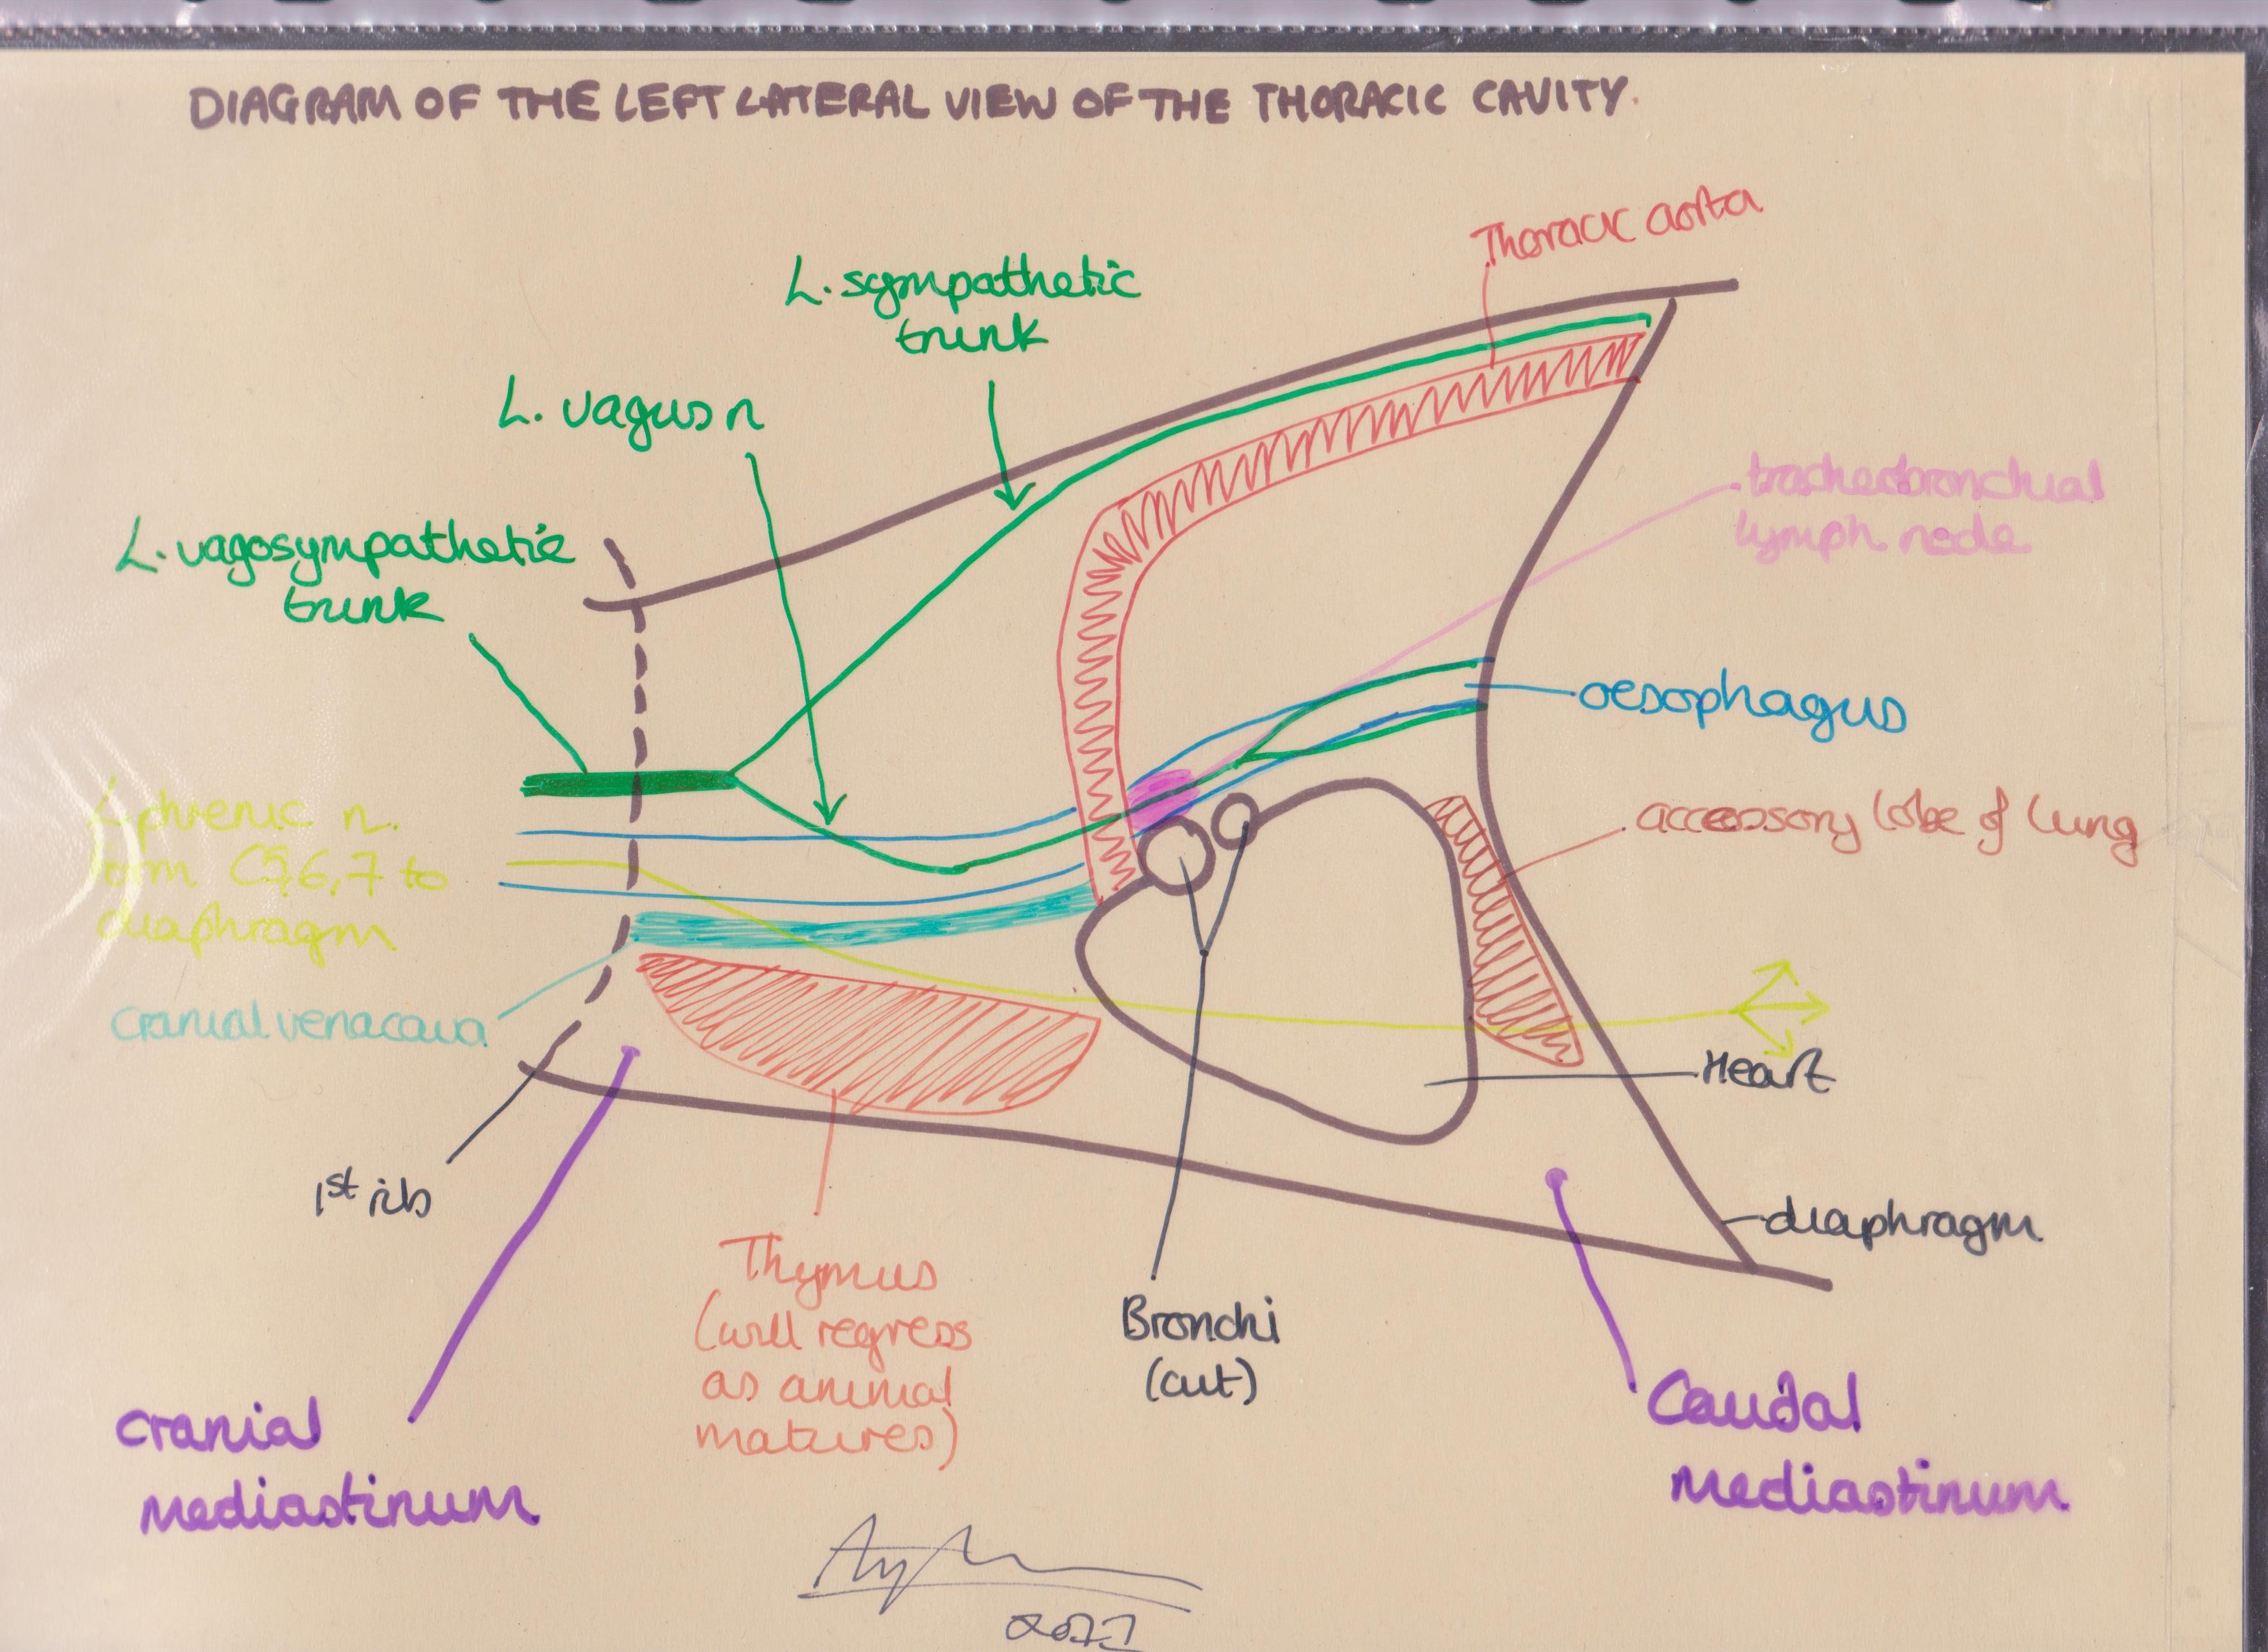 DIAGRAM OF THE LEFT LATERAL VIEW OF THE THORACIC CAVITY.
Thoracic aorta
L. sympathetic
trunk
L. vagus n
L. vagosympathetic
trunk
tracheobronchial
lymph node
oesophagus
L phrenic n.
from C5,6,7 to
diaphragm
accessory lobe of lung
cranial vena cava
Heart
1st rib
diaphragm
Thymus
(will regress
as animal
matures)
Bronchi
(cut)
cranial
mediastinum
Caudal
mediastinum